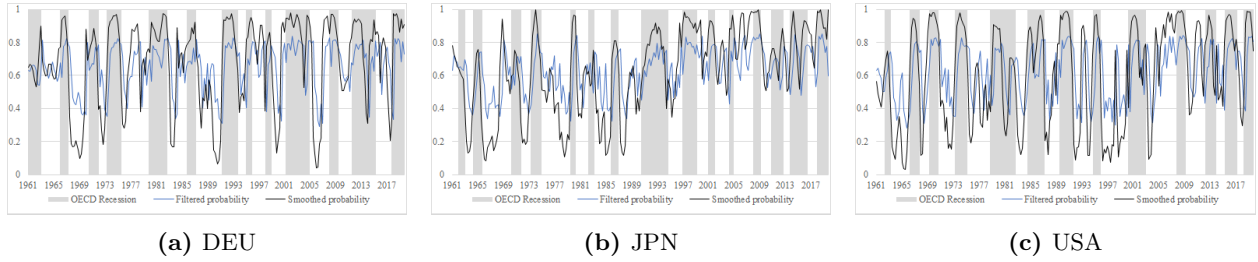 1
0.8
0.6
0.4
0.2
0
1961 1965 1969 1973 1977 1981 1985 1989 1993 1997 2001 2005 2009 2013 2017
OECD Recession Filtered probability Smoothed probability
(a) DEU
1
0.8
0.6
0.4
0.2
0
1961 1965 1969 1973 1977 1981 1985 1989 1993 1997 2001 2005 2009 2013 2017
OECD Recession Filtered probability Smoothed probability
(b) JPN
1
0.8
0.6
0.4
0.2
0
1961 1965 1969 1973 1977 1981 1985 1989 1993 1997 2001 2005 2009 2013 2017
OECD Recession Filtered probability Smoothed probability
(c) USA